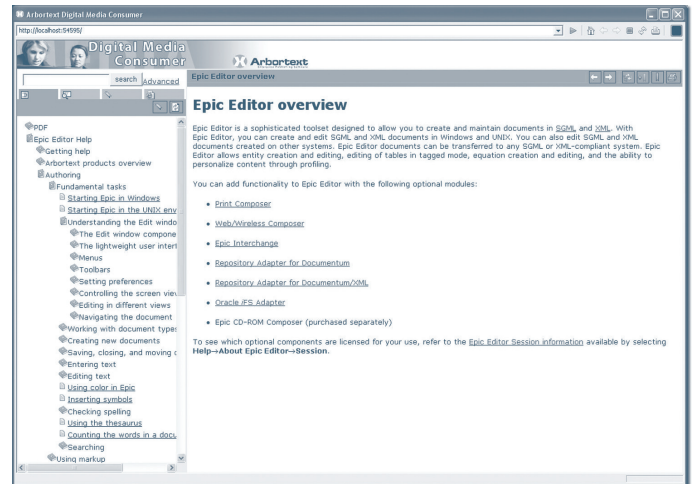 Arbortext Digital Media Consumer
http://localhost:54595/
Digital Media
Consumer
Arbortext
search Advanced
Epic Editor overview
PDF
Epic Editor Help
Getting help
Arbortext products overview
Authoring
Fundamental tasks
Starting Epic in Windows
Starting Epic in the UNIX env
Understanding the Edit windo
The Edit window compone
The lightweight user interf
Menus
Toolbars
Setting preferences
Controlling the screen view
Editing in different views
Navigating the document
Working with document types
Creating new documents
Saving, closing, and moving d
Entering text
Editing text
Using color in Epic
Inserting symbols
Checking spelling
Using the thesaurus
Counting the words in a docu
Searching
Using markup
Epic Editor overview
Epic Editor is a sophisticated toolset designed to allow you to create and maintain documents in SGML and XML. With
Epic Editor, you can create and edit SGML and XML documents in Windows and UNIX. You can also edit SGML and XML
documents created on other systems. Epic Editor documents can be transferred to any SGML or XML-compliant system. Epic
Editor allows entity creation and editing, editing of tables in tagged mode, equation creation and editing, and the ability to
personalize content through profiling.
You can add functionality to Epic Editor with the following optional modules:
• Print Composer
• Web/Wireless Composer
• Epic Interchange
• Repository Adapter for Documentum
• Repository Adapter for Documentum/XML
• Oracle iFS Adapter
• Epic CD-ROM Composer (purchased separately)
To see which optional components are licensed for your use, refer to the Epic Editor Session information available by selecting
Help→About Epic Editor→Session.